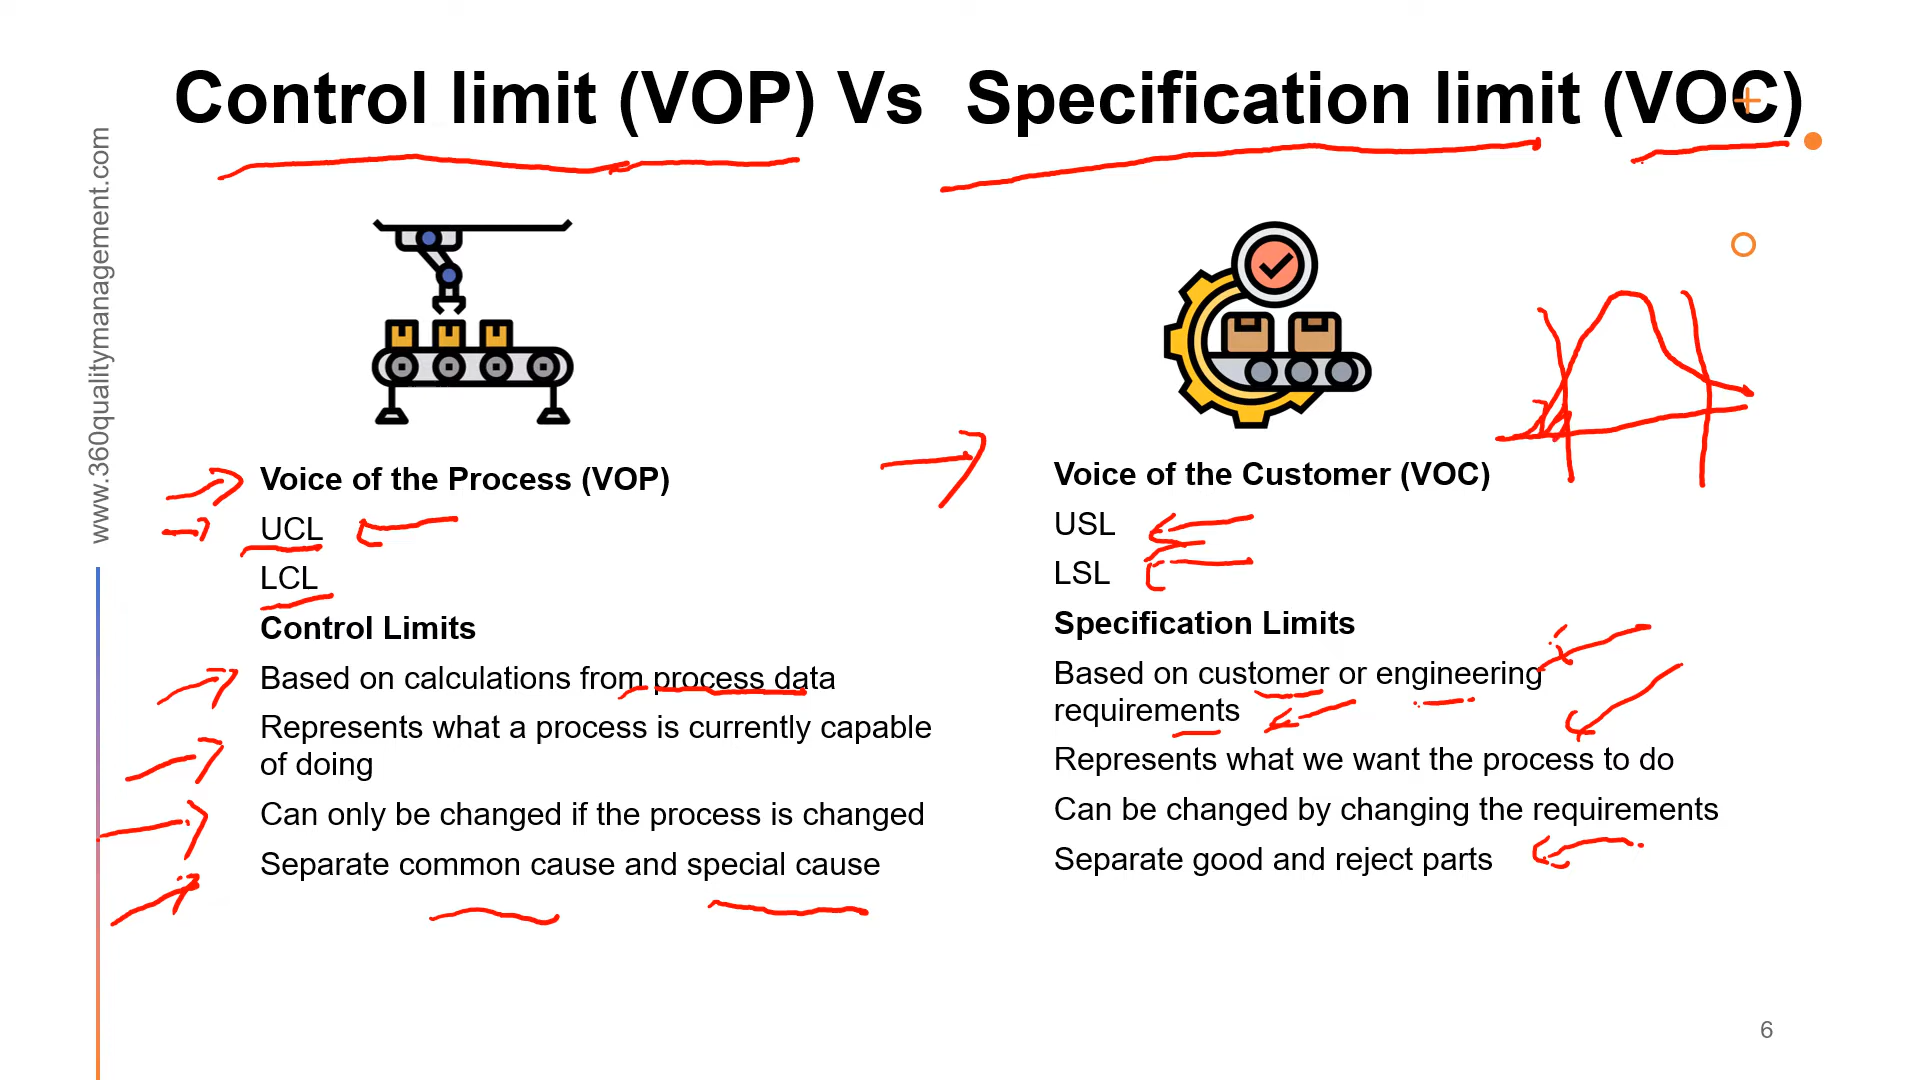 Control limit (VOP) Vs Specification limit (VOC)
www.360qualitymanagement.com
Voice of the Process (VOP)
UCL
LCL
Control Limits
Based on calculations from process data
Represents what a process is currently capable
of doing
Can only be changed if the process is changed
Separate common cause and special cause
Voice of the Customer (VOC)
USL
LSL
Specification Limits
Based on customer or engineering
requirements
Represents what we want the process to do
Can be changed by changing the requirements
Separate good and reject parts
6